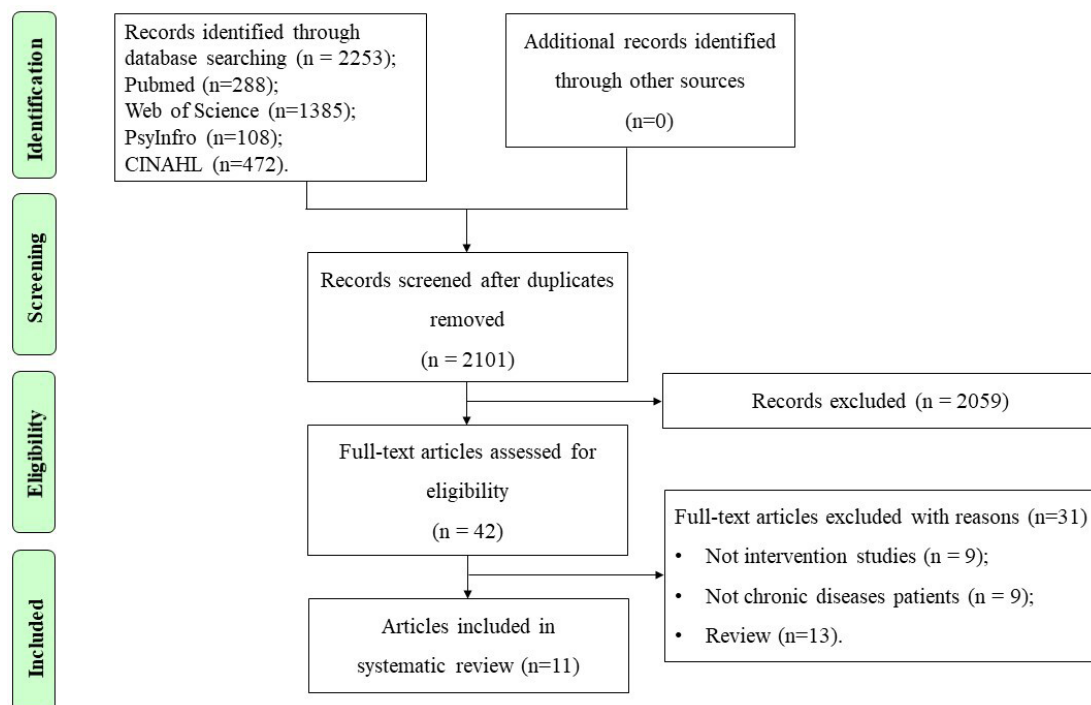 Identification
Records identified through
database searching (n = 2253);
Pubmed (n=288);
Web of Science (n=1385);
PsyInfro (n=108);
CINAHL (n=472).
Additional records identified
through other sources
(n=0)
Screening
Records screened after duplicates
removed
(n = 2101)
Records excluded (n = 2059)
Eligibility
Full-text articles assessed for
eligibility
(n = 42)
Full-text articles excluded with reasons (n=31)
• Not intervention studies (n = 9);
• Not chronic diseases patients (n = 9);
• Review (n=13).
Included
Articles included in
systematic review (n=11)